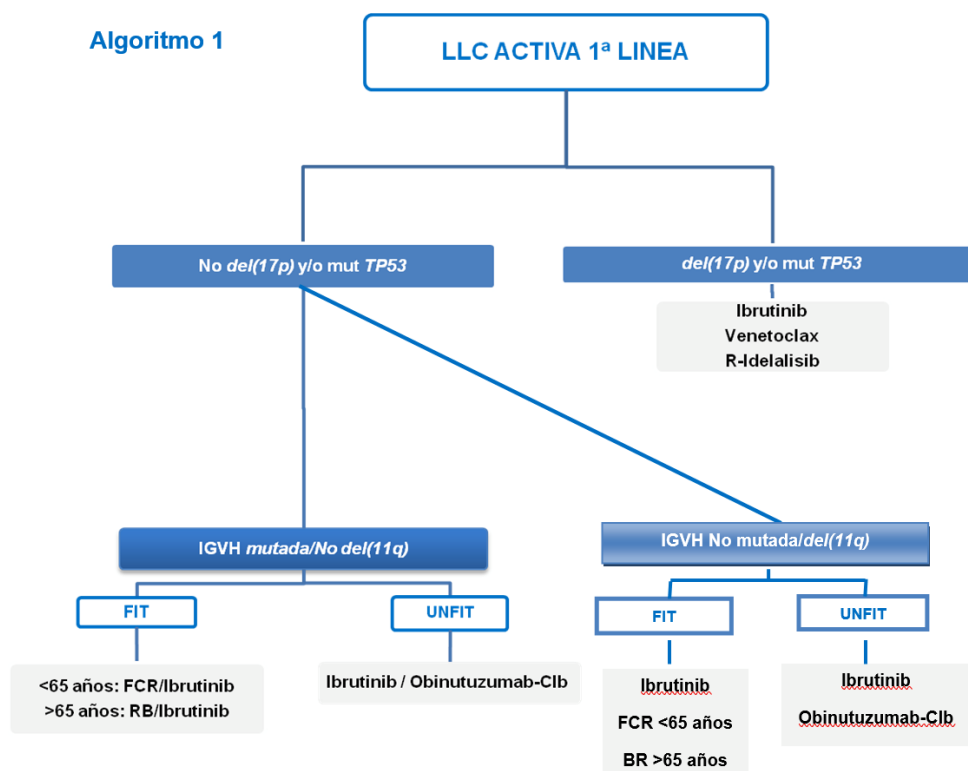 Algoritmo 1
LLC ACTIVA 1ª LINEA
No del(17p) y/o mut TP53
del(17p) y/o mut TP53
Ibrutinib
Venetoclax
R-Idelalisib
IGVH mutada/No del(11q)
IGVH No mutada/del(11q)
FIT
UNFIT
FIT
UNFIT
<65 años: FCR/Ibrutinib
>65 años: RB/Ibrutinib
Ibrutinib / Obinutuzumab-Clb
Ibrutinib
FCR <65 años
BR >65 años
Ibrutinib
Obinutuzumab-Clb